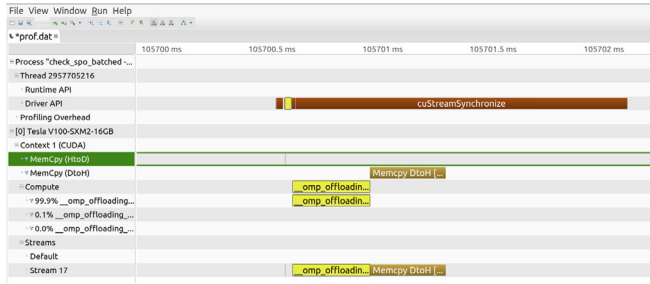 File View Window Run Help
*prof.dat
105700 ms 105700.5 ms 105701 ms 105701.5 ms 105702 ms
Process "check_spo_batched -...
Thread 2957705216
Runtime API
Driver API cuStreamSynchronize
Profiling Overhead
[0] Tesla V100-SXM2-16GB
Context 1 (CUDA)
MemCpy (HtoD)
MemCpy (DtoH) Memcpy DtoH [...
Compute __omp_offloadin...
99.9% __omp_offloading... __omp_offloadin...
0.1% __omp_offloading_...
0.0% __omp_offloading_...
Streams
Default
Stream 17 __omp_offloadin... Memcpy DtoH [...